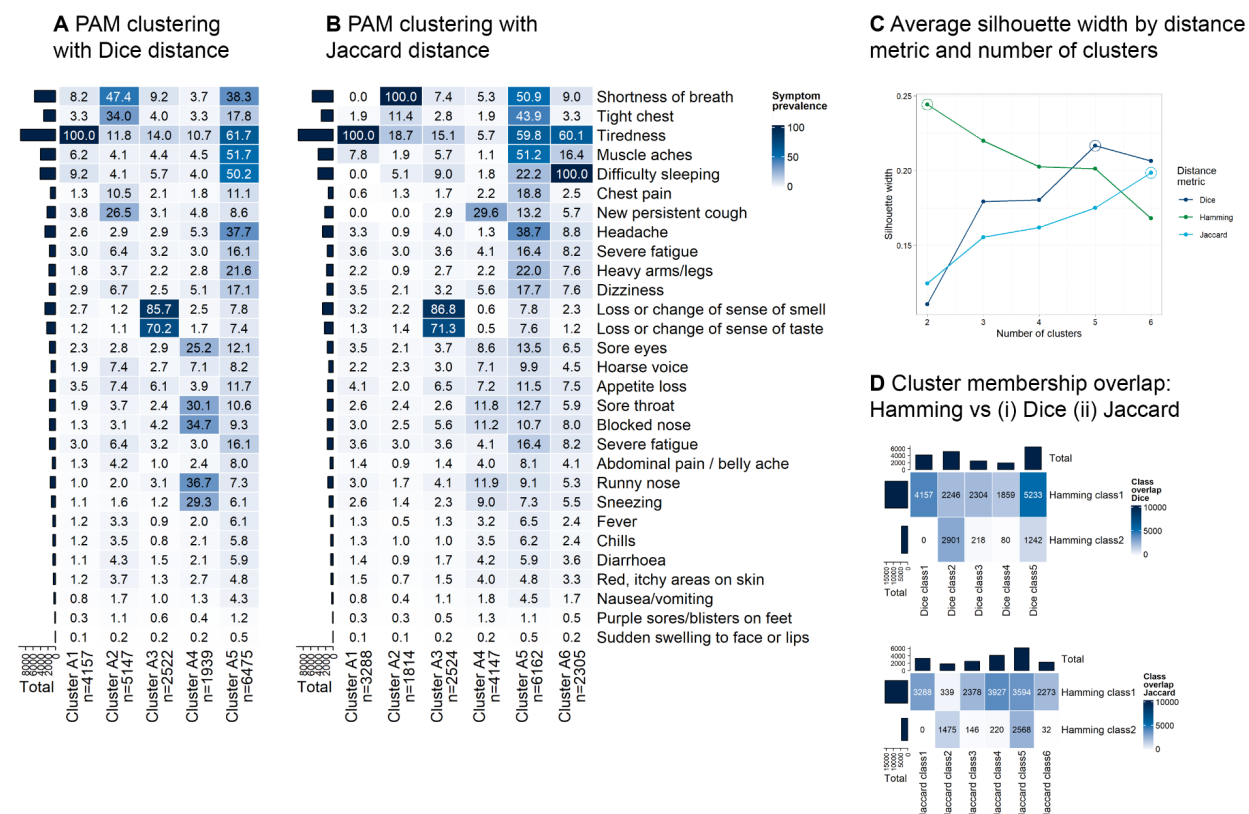 A PAM clustering
with Dice distance
B PAM clustering with
Jaccard distance
C Average silhouette width by distance
metric and number of clusters
8.2 47.4 9.2 3.7 38.3
3.3 34.0 4.0 3.3 17.8
100.0 11.8 14.0 10.7 61.7
6.2 4.1 4.4 4.5 51.7
9.2 4.1 5.7 4.0 50.2
1.3 10.5 2.1 1.8 11.1
3.8 26.5 3.1 4.8 8.6
2.6 2.9 2.9 5.3 37.7
3.0 6.4 3.2 3.0 16.1
1.8 3.7 2.2 2.8 21.6
2.9 6.7 2.5 5.1 17.1
2.7 1.2 85.7 2.5 7.8
1.2 1.1 70.2 1.7 7.4
2.3 2.8 2.9 25.2 12.1
1.9 7.4 2.7 7.1 8.2
3.5 7.4 6.1 3.9 11.7
1.9 3.7 2.4 30.1 10.6
1.3 3.1 4.2 34.7 9.3
3.0 6.4 3.2 3.0 16.1
1.3 4.2 1.0 2.4 8.0
1.0 2.0 3.1 36.7 7.3
1.1 1.6 1.2 29.3 6.1
1.2 3.3 0.9 2.0 6.1
1.2 3.5 0.8 2.1 5.8
1.1 4.3 1.5 2.1 5.9
1.2 3.7 1.3 2.7 4.8
0.8 1.7 1.0 1.3 4.3
0.3 1.1 0.6 0.4 1.2
0.1 0.2 0.2 0.2 0.5
8000 6000 4000 2000 0
Total
Cluster A1
n=4157
Cluster A2
n=5147
Cluster A3
n=2522
Cluster A4
n=1939
Cluster A5
n=6475
0.0 100.0 7.4 5.3 50.9 9.0 Shortness of breath
1.9 11.4 2.8 1.9 43.9 3.3 Tight chest
100.0 18.7 15.1 5.7 59.8 60.1 Tiredness
7.8 1.9 5.7 1.1 51.2 16.4 Muscle aches
0.0 5.1 9.0 1.8 22.2 100.0 Difficulty sleeping
0.6 1.3 1.7 2.2 18.8 2.5 Chest pain
0.0 0.0 2.9 29.6 13.2 5.7 New persistent cough
3.3 0.9 4.0 1.3 38.7 8.8 Headache
3.6 3.0 3.6 4.1 16.4 8.2 Severe fatigue
2.2 0.9 2.7 2.2 22.0 7.6 Heavy arms/legs
3.5 2.1 3.2 5.6 17.7 7.6 Dizziness
3.2 2.2 86.8 0.6 7.8 2.3 Loss or change of sense of smell
1.3 1.4 71.3 0.5 7.6 1.2 Loss or change of sense of taste
3.5 2.1 3.7 8.6 13.5 6.5 Sore eyes
2.2 2.3 3.0 7.1 9.9 4.5 Hoarse voice
4.1 2.0 6.5 7.2 11.5 7.5 Appetite loss
2.6 2.4 2.6 11.8 12.7 5.9 Sore throat
3.0 2.5 5.6 11.2 10.7 8.0 Blocked nose
3.6 3.0 3.6 4.1 16.4 8.2 Severe fatigue
1.4 0.9 1.4 4.0 8.1 4.1 Abdominal pain / belly ache
3.0 1.7 4.1 11.9 9.1 5.3 Runny nose
2.6 1.4 2.3 9.0 7.3 5.5 Sneezing
1.3 0.5 1.3 3.2 6.5 2.4 Fever
1.3 1.0 1.0 3.5 6.2 2.4 Chills
1.4 0.9 1.7 4.2 5.9 3.6 Diarrhoea
1.5 0.7 1.5 4.0 4.8 3.3 Red, itchy areas on skin
0.8 0.4 1.1 1.8 4.5 1.7 Nausea/vomiting
0.3 0.3 0.5 1.3 1.1 0.5 Purple sores/blisters on feet
0.1 0.1 0.2 0.2 0.5 0.2 Sudden swelling to face or lips
8000 6000 4000 2000 0
Total
Cluster A1
n=3288
Cluster A2
n=1814
Cluster A3
n=2524
Cluster A4
n=4147
Cluster A5
n=6162
Cluster A6
n=2305
Symptom
prevalence
100
50
0
0.25
0.20
0.15
Silhouette width
2 3 4 5 6
Number of clusters
Distance
metric
Dice
Hamming
Jaccard
D Cluster membership overlap:
Hamming vs (i) Dice (ii) Jaccard
6000
4000
2000
0
Total
4157 2246 2304 1859 5233 Hamming class1
0 2901 218 80 1242 Hamming class2
15000 10000 5000 0
Total
Dice class1
Dice class2
Dice class3
Dice class4
Dice class5
Class
overlap
Dice
10000
5000
0
6000
4000
2000
0
Total
3288 339 2378 3927 3594 2273 Hamming class1
0 1475 146 220 2568 32 Hamming class2
15000 10000 5000 0
Total
Jaccard class1
Jaccard class2
Jaccard class3
Jaccard class4
Jaccard class5
Jaccard class6
Class
overlap
Jaccard
10000
5000
0